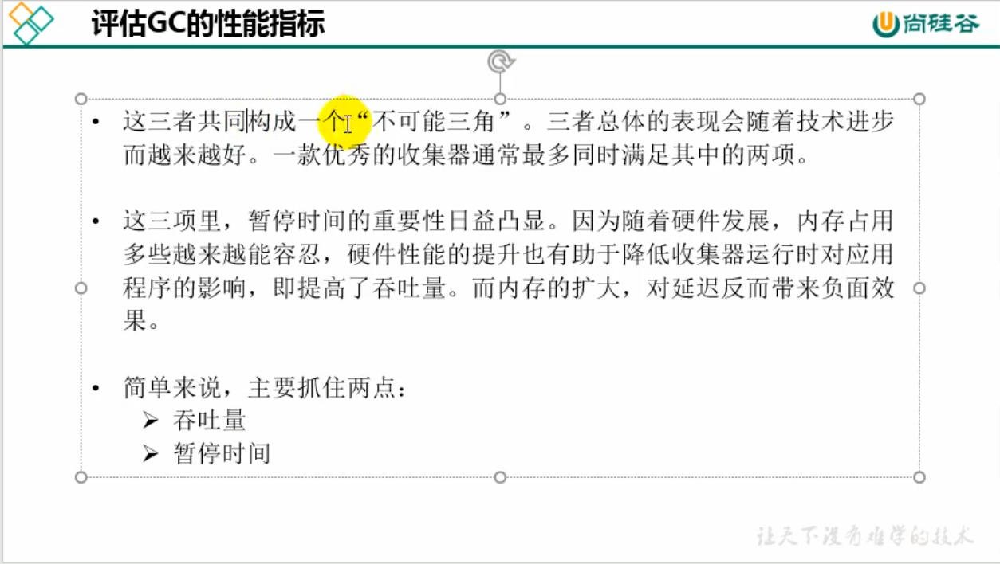 评估GC的性能指标
尚硅谷
• 这三者共同构成一个“不可能三角”。三者总体的表现会随着技术进步
而越来越好。一款优秀的收集器通常最多同时满足其中的两项。
• 这三项里，暂停时间的重要性日益凸显。因为随着硬件发展，内存占用
多些越来越能容忍，硬件性能的提升也有助于降低收集器运行时对应用
程序的影响，即提高了吞吐量。而内存的扩大，对延迟反而带来负面效
果。
• 简单来说，主要抓住两点：
➢ 吞吐量
➢ 暂停时间
让天下没有难学的技术